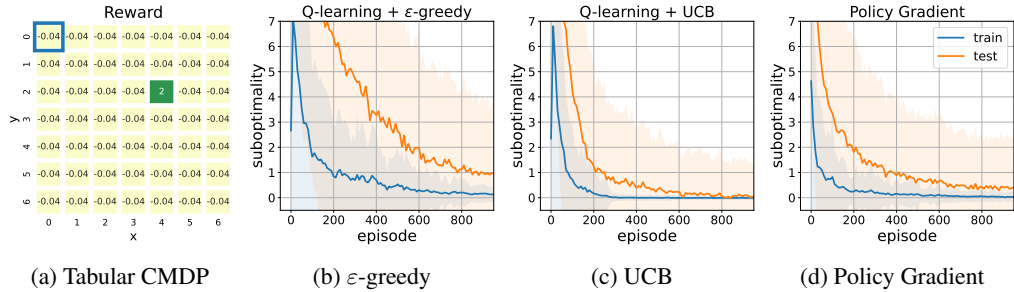 Reward
0 -0.04 -0.04 -0.04 -0.04 -0.04 -0.04 -0.04
1 -0.04 -0.04 -0.04 -0.04 -0.04 -0.04 -0.04
2 -0.04 -0.04 -0.04 -0.04 2 -0.04 -0.04
3 -0.04 -0.04 -0.04 -0.04 -0.04 -0.04 -0.04
4 -0.04 -0.04 -0.04 -0.04 -0.04 -0.04 -0.04
5 -0.04 -0.04 -0.04 -0.04 -0.04 -0.04 -0.04
6 -0.04 -0.04 -0.04 -0.04 -0.04 -0.04 -0.04
y
0 1 2 3 4 5 6
x
(a) Tabular CMDP
Q-learning + ε-greedy
7
6
5
4
3
2
1
0
suboptimality
0 200 400 600 800
episode
(b) ε-greedy
Q-learning + UCB
7
6
5
4
3
2
1
0
suboptimality
0 200 400 600 800
episode
(c) UCB
Policy Gradient
train
test
7
6
5
4
3
2
1
0
suboptimality
0 200 400 600 800
episode
(d) Policy Gradient